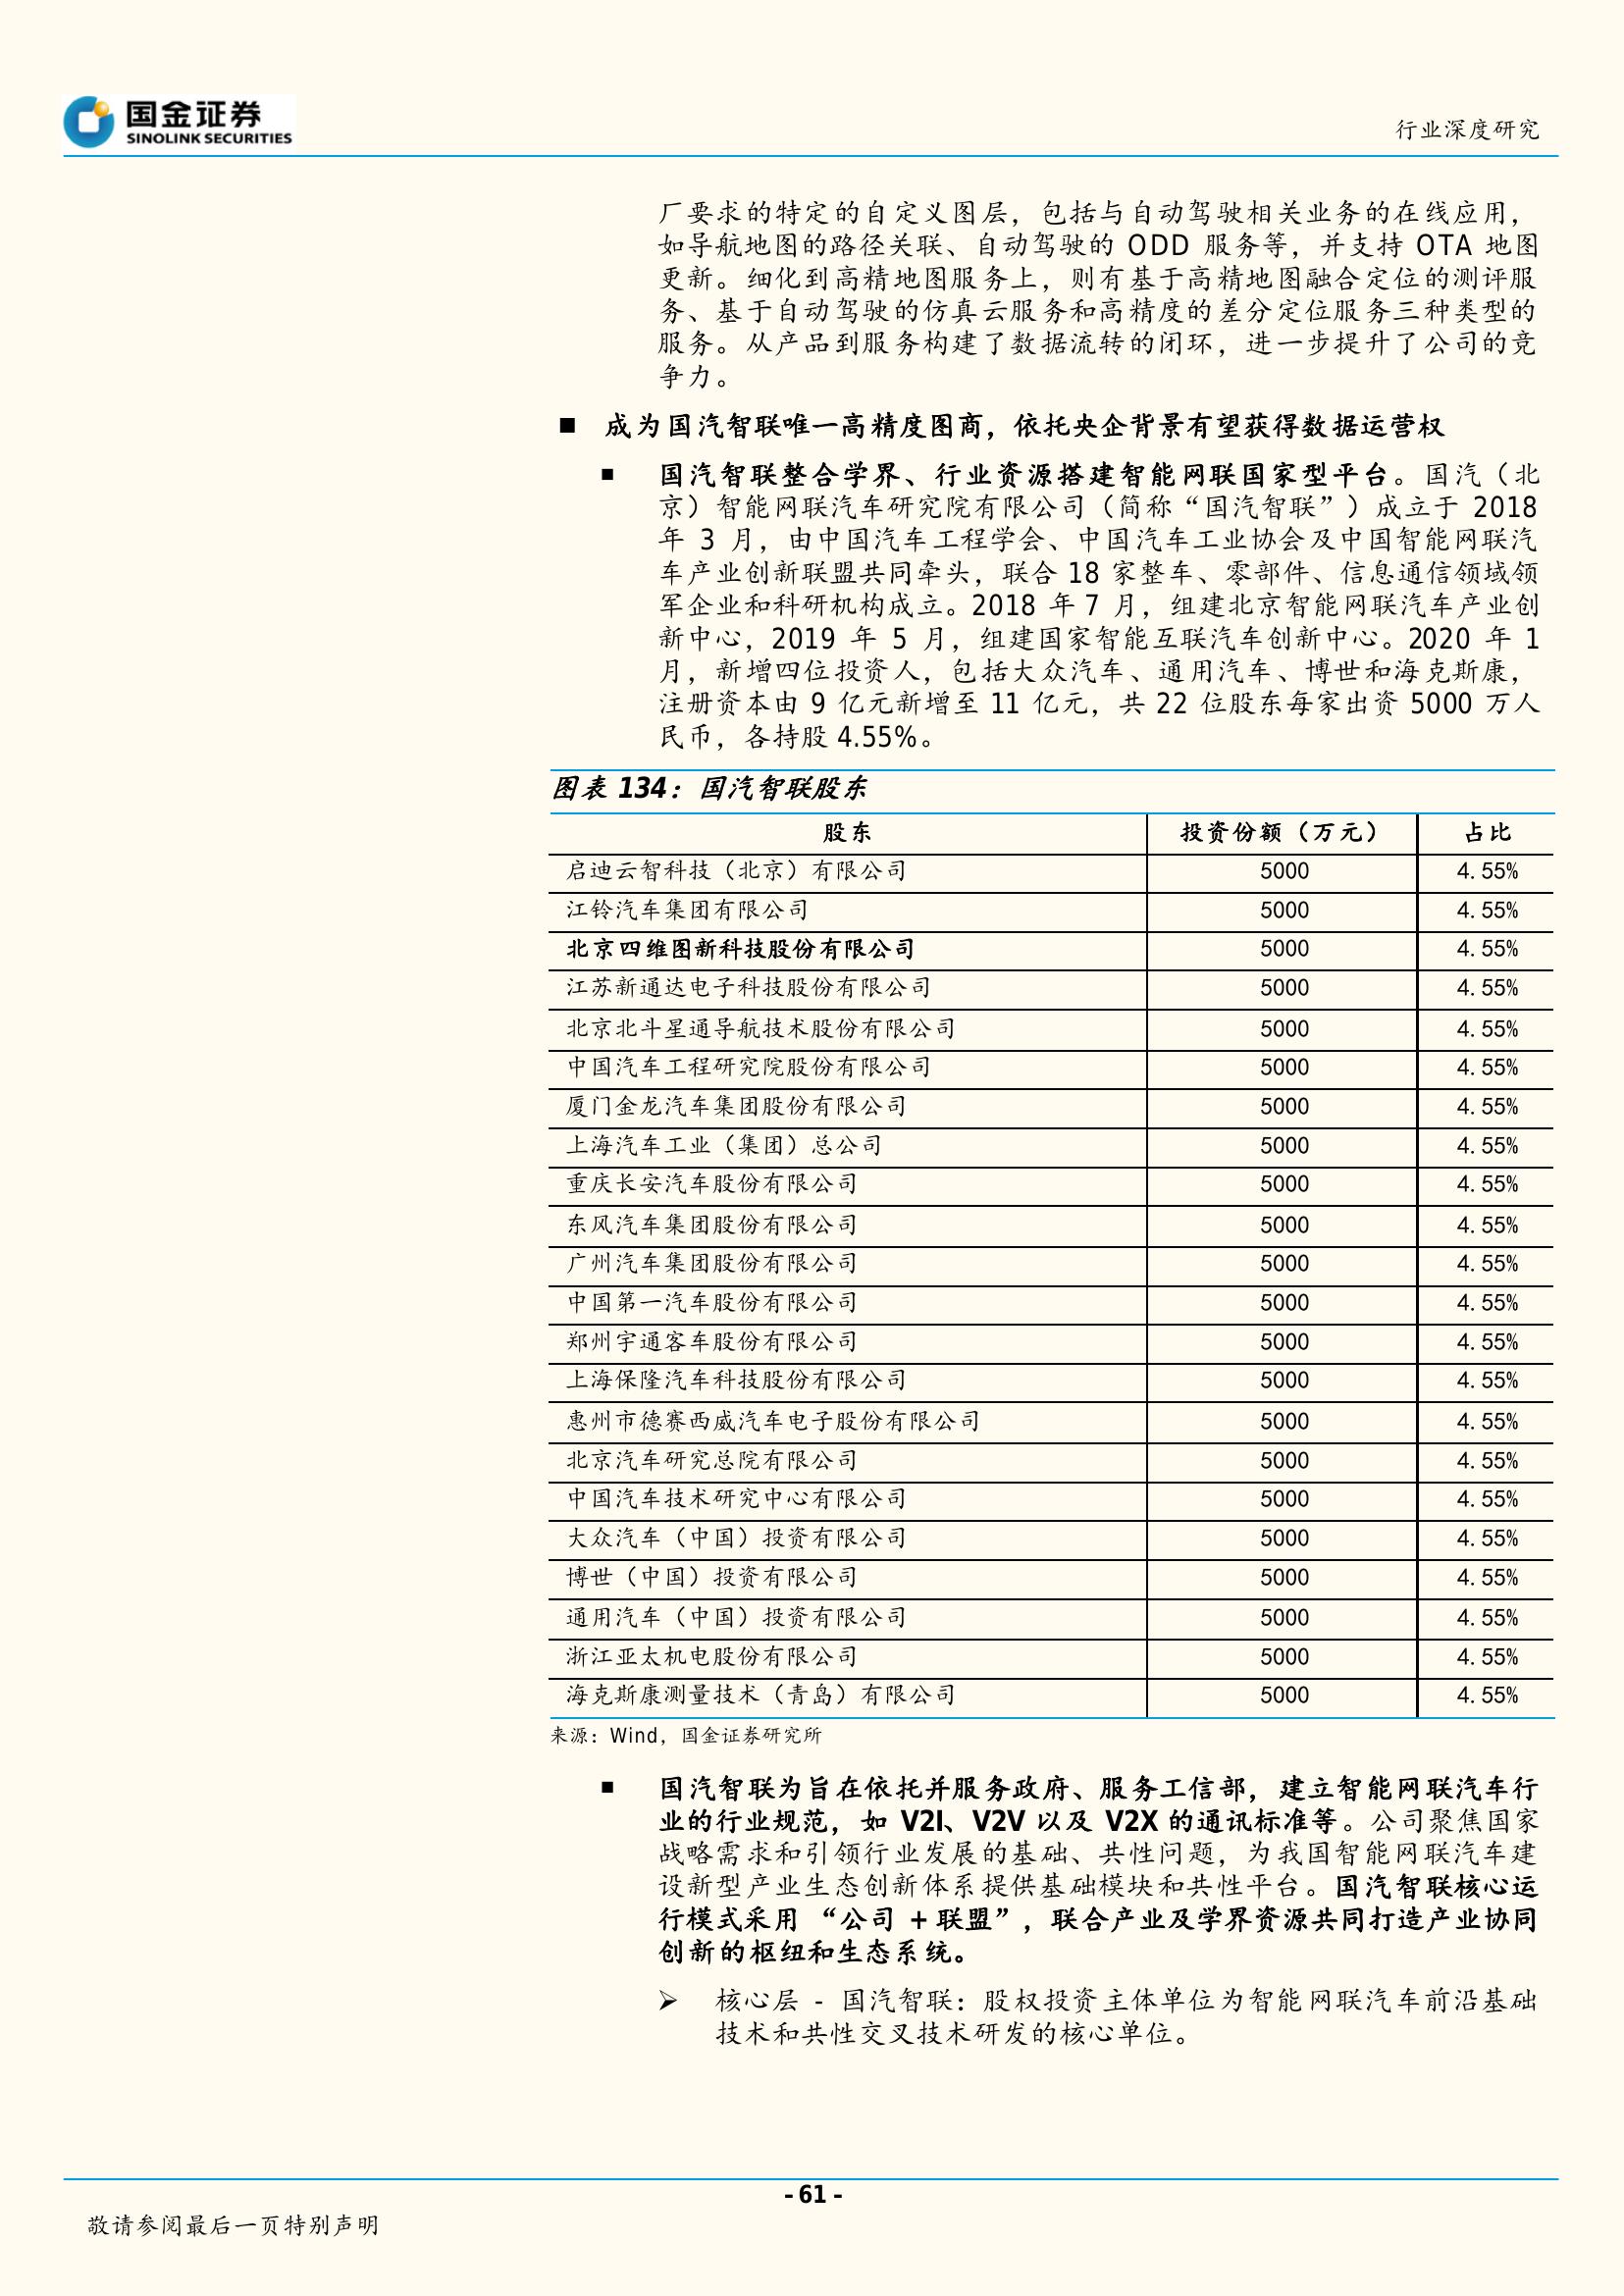 国金证券
SINOLINK SECURITIES
行业深度研究
厂要求的特定的自定义图层，包括与自动驾驶相关业务的在线应用，
如导航地图的路径关联、自动驾驶的 ODD 服务等，并支持 OTA 地图
更新。细化到高精地图服务上，则有基于高精地图融合定位的测评服
务、基于自动驾驶的仿真云服务和高精度的差分定位服务三种类型的
服务。从产品到服务构建了数据流转的闭环，进一步提升了公司的竞
争力。
■ 成为国汽智联唯一高精度图商，依托央企背景有望获得数据运营权
■ 国汽智联整合学界、行业资源搭建智能网联国家型平台。国汽（北
京）智能网联汽车研究院有限公司（简称“国汽智联”）成立于 2018
年 3 月，由中国汽车工程学会、中国汽车工业协会及中国智能网联汽
车产业创新联盟共同牵头，联合 18 家整车、零部件、信息通信领域领
军企业和科研机构成立。2018 年 7 月，组建北京智能网联汽车产业创
新中心，2019 年 5 月，组建国家智能互联汽车创新中心。2020 年 1
月，新增四位投资人，包括大众汽车、通用汽车、博世和海克斯康，
注册资本由 9 亿元新增至 11 亿元，共 22 位股东每家出资 5000 万人
民币，各持股 4.55%。
图表 134：国汽智联股东
股东 投资份额（万元） 占比
启迪云智科技（北京）有限公司 5000 4.55%
江铃汽车集团有限公司 5000 4.55%
北京四维图新科技股份有限公司 5000 4.55%
江苏新通达电子科技股份有限公司 5000 4.55%
北京北斗星通导航技术股份有限公司 5000 4.55%
中国汽车工程研究院股份有限公司 5000 4.55%
厦门金龙汽车集团股份有限公司 5000 4.55%
上海汽车工业（集团）总公司 5000 4.55%
重庆长安汽车股份有限公司 5000 4.55%
东风汽车集团股份有限公司 5000 4.55%
广州汽车集团股份有限公司 5000 4.55%
中国第一汽车股份有限公司 5000 4.55%
郑州宇通客车股份有限公司 5000 4.55%
上海保隆汽车科技股份有限公司 5000 4.55%
惠州市德赛西威汽车电子股份有限公司 5000 4.55%
北京汽车研究总院有限公司 5000 4.55%
中国汽车技术研究中心有限公司 5000 4.55%
大众汽车（中国）投资有限公司 5000 4.55%
博世（中国）投资有限公司 5000 4.55%
通用汽车（中国）投资有限公司 5000 4.55%
浙江亚太机电股份有限公司 5000 4.55%
海克斯康测量技术（青岛）有限公司 5000 4.55%
来源：Wind，国金证券研究所
■ 国汽智联为旨在依托并服务政府、服务工信部，建立智能网联汽车行
业的行业规范，如 V2I、V2V 以及 V2X 的通讯标准等。公司聚焦国家
战略需求和引领行业发展的基础、共性问题，为我国智能网联汽车建
设新型产业生态创新体系提供基础模块和共性平台。国汽智联核心运
行模式采用 “公司 + 联盟”，联合产业及学界资源共同打造产业协同
创新的枢纽和生态系统。
➢ 核心层 - 国汽智联：股权投资主体单位为智能网联汽车前沿基础
技术和共性交叉技术研发的核心单位。
- 61 -
敬请参阅最后一页特别声明